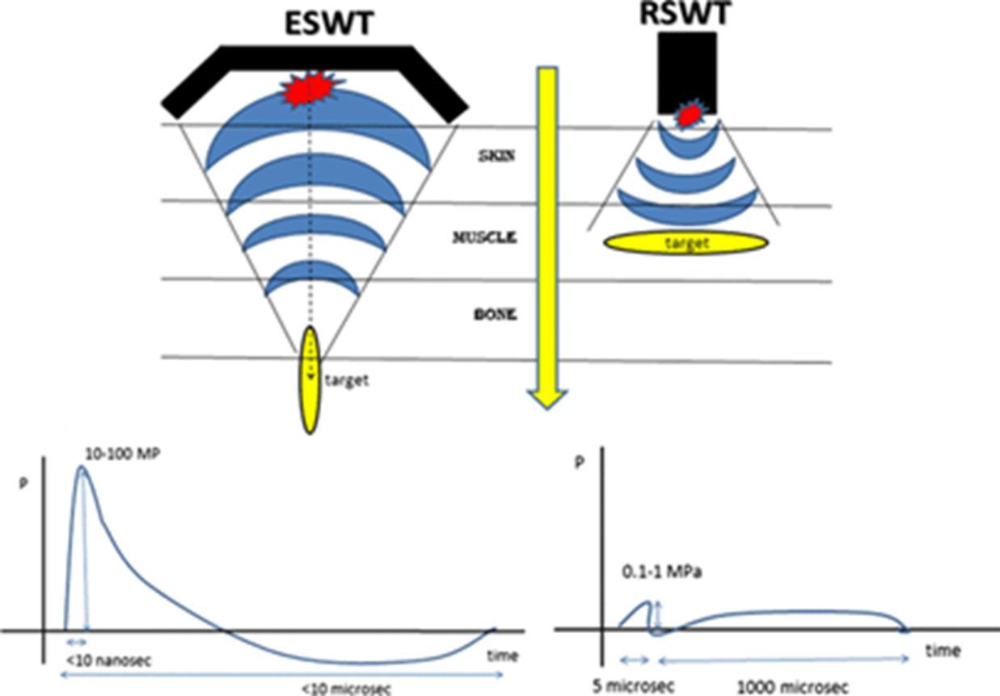 ESWT
RSWT
SKIN
MUSCLE
BONE
target
target
10-100 MP
P
<10 nanosec
time
<10 microsec
P
0.1-1 MPa
time
5 microsec
1000 microsec